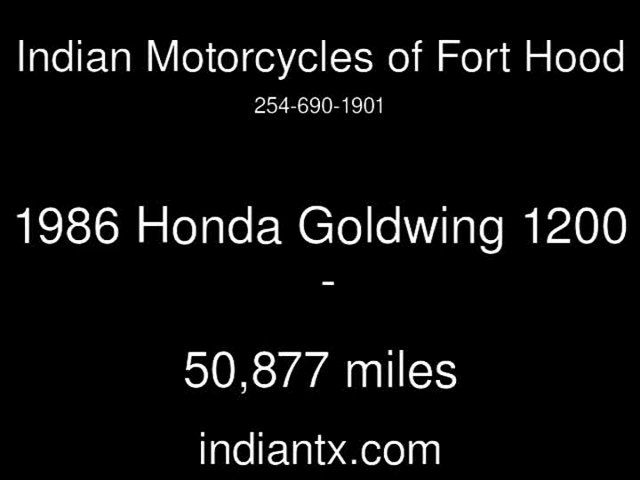 Indian Motorcycles of Fort Hood
254-690-1901
1986 Honda Goldwing 1200
-
50,877 miles
indiantx.com